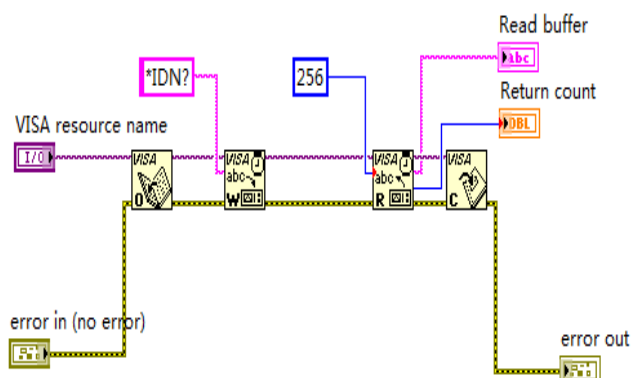 Read buffer
abc
*IDN?
256
Return count
DBL
VISA resource name
I/O
VISA
O
VISA
abc
W
VISA
abc
R
VISA
C
error in (no error)
error out